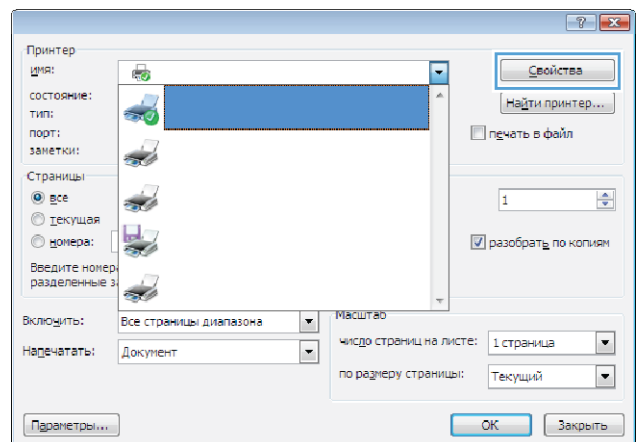 Принтер
имя:
Свойства
состояние:
Найти принтер...
тип:
порт:
печать в файл
заметки:
Страницы
все
1
текущая
номера:
разобрать по копиям
Введите
разделенные
Включить:
Все страницы диапазона
Масштаб
число страниц на листе:
1 страница
Напечатать:
Документ
по размеру страницы:
Текущий
Параметры...
ОК
Закрыть